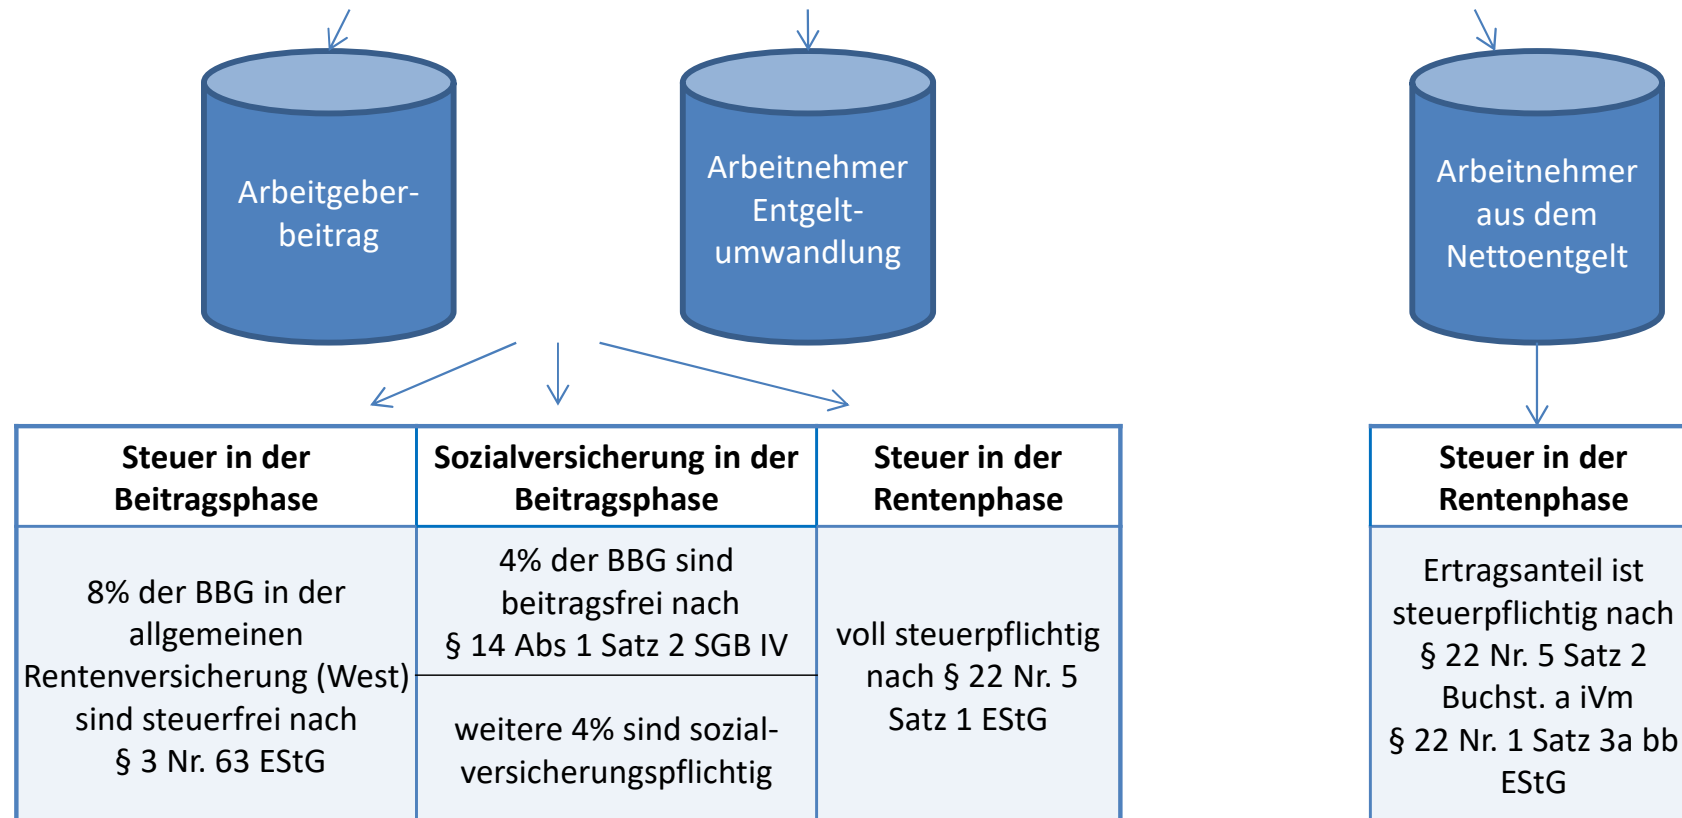 Arbeitgeber-
beitrag
Arbeitnehmer
Entgelt-
umwandlung
Arbeitnehmer
aus dem
Nettoentgelt
Steuer in der
Beitragsphase
Sozialversicherung in der
Beitragsphase
Steuer in der
Rentenphase
8% der BBG in der
allgemeinen
Rentenversicherung (West)
sind steuerfrei nach
§ 3 Nr. 63 EStG
4% der BBG sind
beitragsfrei nach
§ 14 Abs 1 Satz 2 SGB IV
weitere 4% sind sozial-
versicherungspflichtig
voll steuerpflichtig
nach § 22 Nr. 5
Satz 1 EStG
Steuer in der
Rentenphase
Ertragsanteil ist
steuerpflichtig nach
§ 22 Nr. 5 Satz 2
Buchst. a iVm
§ 22 Nr. 1 Satz 3a bb
EStG